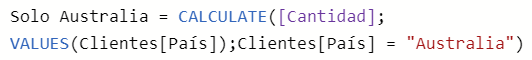 Solo Australia = CALCULATE([Cantidad];
VALUES(Clientes[País]);Clientes[País] = "Australia")